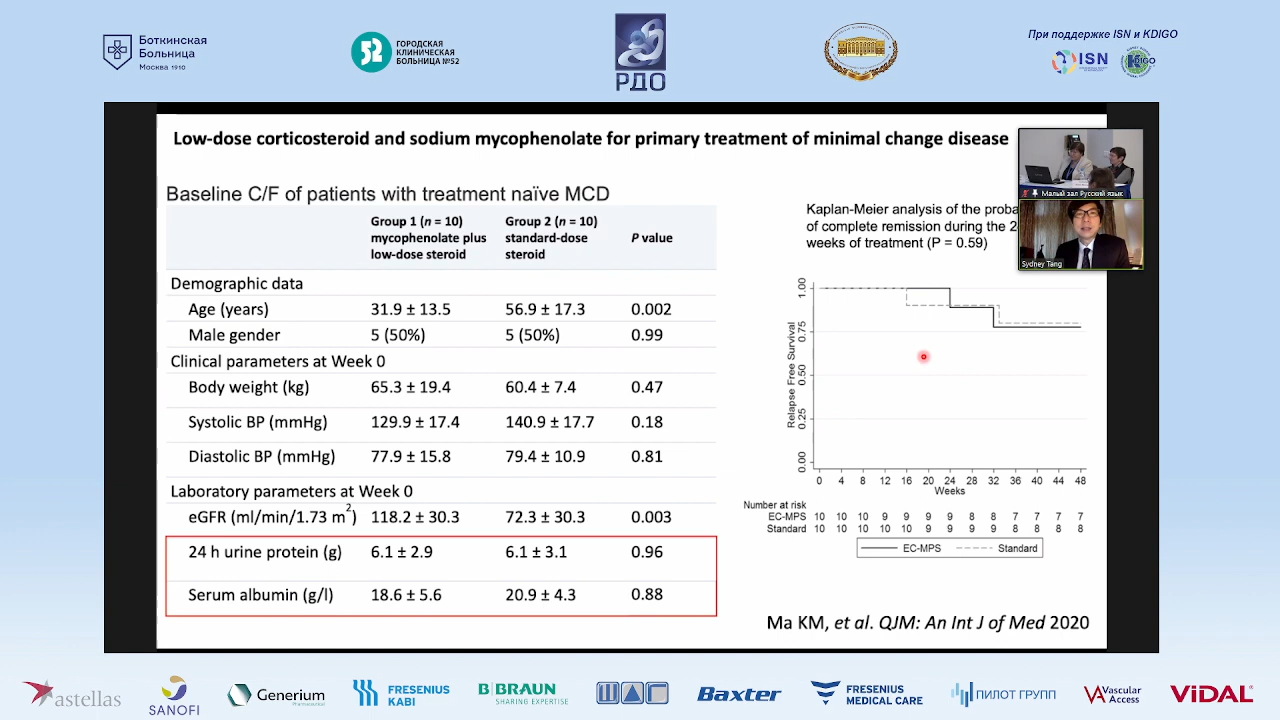 Боткинская
Больница
Москва 1910
52
ГОРОДСКАЯ
КЛИНИЧЕСКАЯ
БОЛЬНИЦА №52
РДО
При поддержке ISN и KDIGO
ISN
KDIGO
Low-dose corticosteroid and sodium mycophenolate for primary treatment of minimal change disease
Малый зал Русский язык
Sydney Tang
Baseline C/F of patients with treatment naïve MCD
Group 1 (n = 10) mycophenolate plus low-dose steroid
Group 2 (n = 10) standard-dose steroid
P value
Demographic data
Age (years) 31.9 ± 13.5 56.9 ± 17.3 0.002
Male gender 5 (50%) 5 (50%) 0.99
Clinical parameters at Week 0
Body weight (kg) 65.3 ± 19.4 60.4 ± 7.4 0.47
Systolic BP (mmHg) 129.9 ± 17.4 140.9 ± 17.7 0.18
Diastolic BP (mmHg) 77.9 ± 15.8 79.4 ± 10.9 0.81
Laboratory parameters at Week 0
eGFR (ml/min/1.73 m²) 118.2 ± 30.3 72.3 ± 30.3 0.003
24 h urine protein (g) 6.1 ± 2.9 6.1 ± 3.1 0.96
Serum albumin (g/l) 18.6 ± 5.6 20.9 ± 4.3 0.88
Kaplan-Meier analysis of the proba
of complete remission during the 2
weeks of treatment (P = 0.59)
Relapse Free Survival
1.00
0.75
0.50
0.25
0.00
0 4 8 12 16 20 24 28 32 36 40 44 48
Weeks
Number at risk
EC-MPS 10 10 10 9 9 9 9 8 8 7 7 7 7
Standard 10 10 10 10 10 9 9 9 9 8 8 8 8
EC-MPS Standard
Ma KM, et al. QJM: An Int J of Med 2020
astellas
SANOFI
Generium
Pharmaceutical
FRESENIUS
KABI
B BRAUN
SHARING EXPERTISE
ШАГ
Baxter
FRESENIUS
MEDICAL CARE
ПИЛОТ ГРУПП
VA Vascular
Access
ViDAL